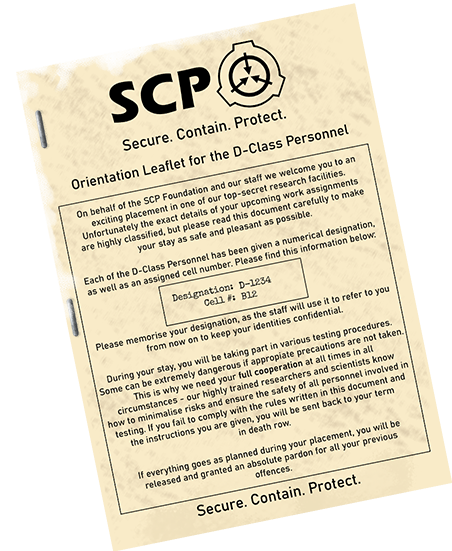 SCP
Secure. Contain. Protect.
Orientation Leaflet for the D-Class Personnel
On behalf of the SCP Foundation and our staff we welcome you to an
exciting placement in one of our top-secret research facilities.
Unfortunately the exact details of your upcoming work assignments
are highly classified, but please read this document carefully to make
your stay as safe and pleasant as possible.
Each of the D-Class Personnel has been given a numerical designation,
as well as an assigned cell number. Please find this information below:
Designation: D-1234
Cell #: B12
Please memorise your designation, as the staff will use it to refer to you
from now on to keep your identities confidential.
During your stay, you will be taking part in various testing procedures.
Some can be extremely dangerous if appropiate precautions are not taken.
This is why we need your full cooperation at all times in all
circumstances - our highly trained researchers and scientists know
how to minimalise risks and ensure the safety of all personnel involved in
testing. If you fail to comply with the rules written in this document and
the instructions you are given, you will be sent back to your term
in death row.
If everything goes as planned during your placement, you will be
released and granted an absolute pardon for all your previous
offences.
Secure. Contain. Protect.